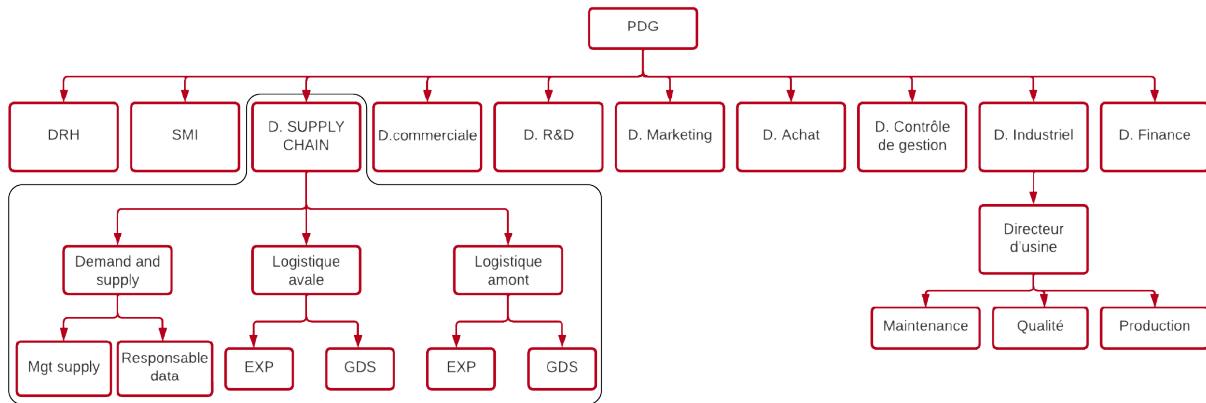 PDG
DRH
SMI
D. SUPPLY
CHAIN
D.commerciale
D. R&D
D. Marketing
D. Achat
D. Contrôle
de gestion
D. Industriel
D. Finance
Demand and
supply
Logistique
avale
Logistique
amont
Directeur
d'usine
Mgt supply
Responsable
data
EXP
GDS
EXP
GDS
Maintenance
Qualité
Production